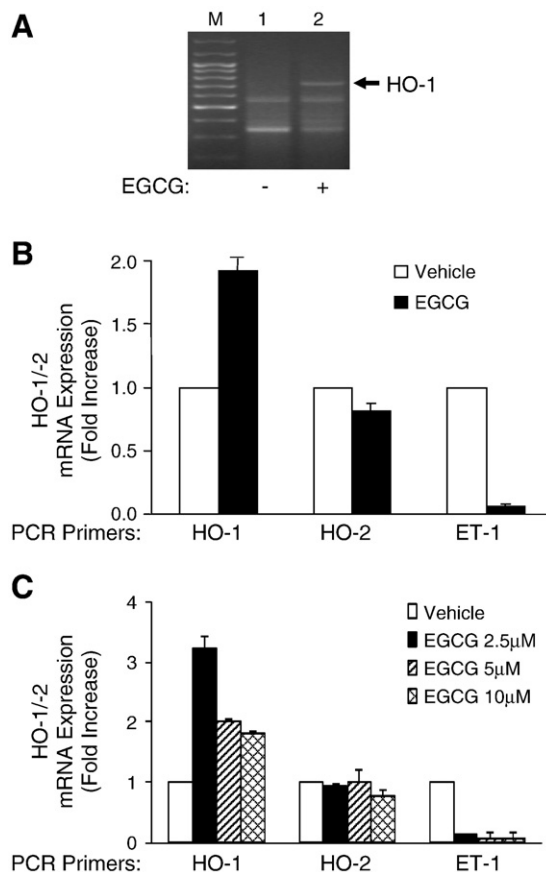 A
M 1 2
HO-1
EGCG: - +
B
HO-1/-2
mRNA Expression
(Fold Increase)
2.0
1.5
1.0
0.5
0.0
Vehicle
EGCG
PCR Primers: HO-1 HO-2 ET-1
C
HO-1/-2
mRNA Expression
(Fold Increase)
4
3
2
1
0
Vehicle
EGCG 2.5µM
EGCG 5µM
EGCG 10µM
PCR Primers: HO-1 HO-2 ET-1